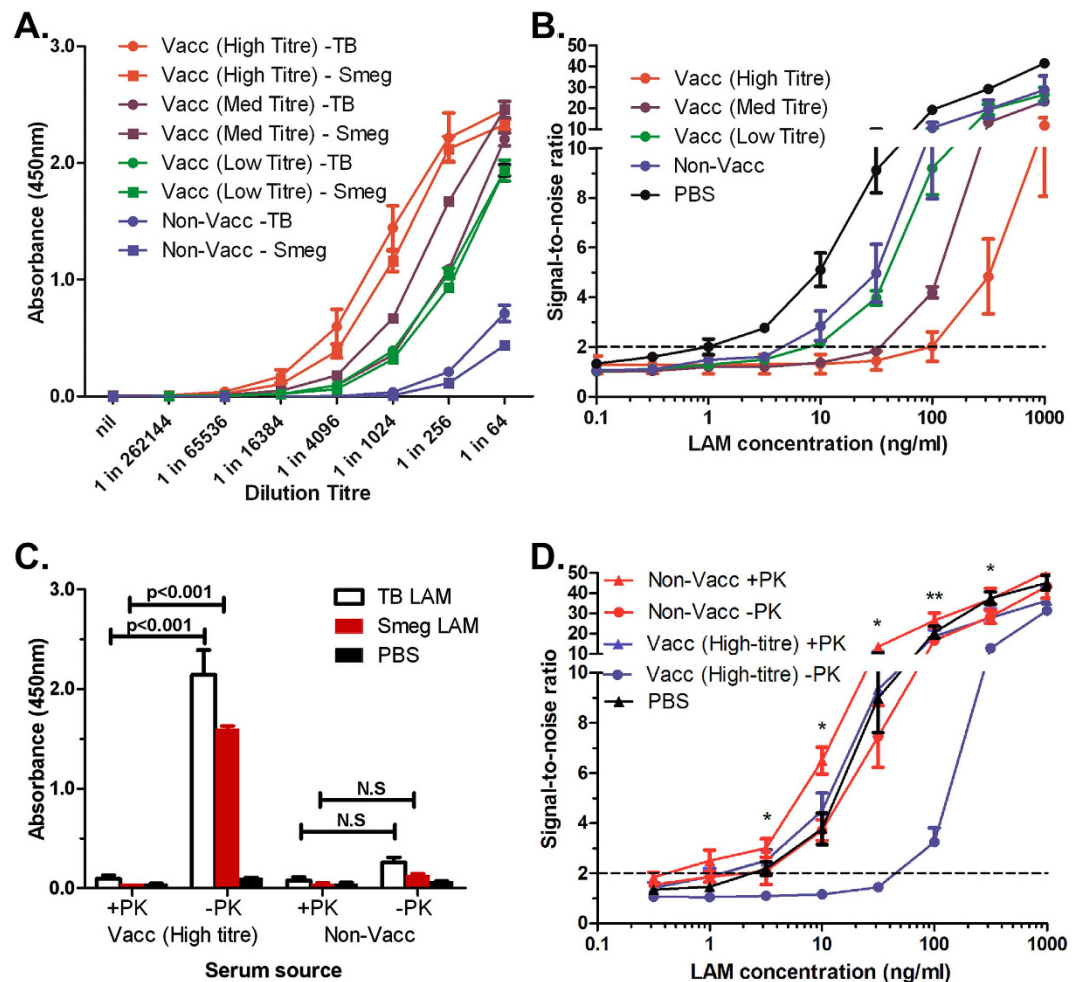 A.
3.0
2.0
1.0
0.0
Absorbance (450nm)
Vacc (High Titre) -TB
Vacc (High Titre) - Smeg
Vacc (Med Titre) -TB
Vacc (Med Titre) - Smeg
Vacc (Low Titre) -TB
Vacc (Low Titre) - Smeg
Non-Vacc -TB
Non-Vacc - Smeg
nil
1 in 262144
1 in 65536
1 in 16384
1 in 4096
1 in 1024
1 in 256
1 in 64
Dilution Titre
B.
50
40
30
20
10
10
8
6
4
2
0
Signal-to-noise ratio
Vacc (High Titre)
Vacc (Med Titre)
Vacc (Low Titre)
Non-Vacc
PBS
0.1
1
10
100
1000
LAM concentration (ng/ml)
C.
3.0
2.0
1.0
0.0
Absorbance (450nm)
p<0.001
p<0.001
TB LAM
Smeg LAM
PBS
N.S
N.S
+PK
-PK
+PK
-PK
Vacc (High titre)
Non-Vacc
Serum source
D.
50
40
30
20
10
10
8
6
4
2
0
Signal-to-noise ratio
Non-Vacc +PK
Non-Vacc -PK
Vacc (High-titre) +PK
Vacc (High-titre) -PK
PBS
*
*
*
**
*
0.1
1
10
100
1000
LAM concentration (ng/ml)